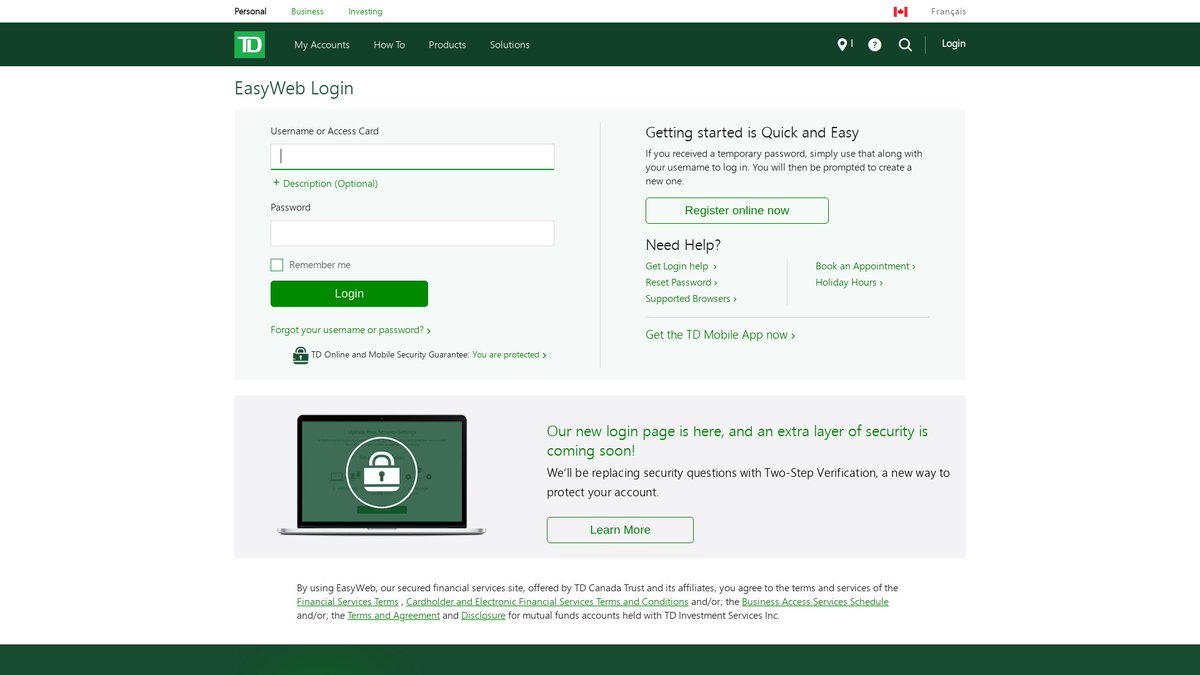 Personal Business Investing Français
TD My Accounts How To Products Solutions ? Login
EasyWeb Login
Username or Access Card
+ Description (Optional)
Password
Remember me
Login
Forgot your username or password? ›
TD Online and Mobile Security Guarantee: You are protected ›
Getting started is Quick and Easy
If you received a temporary password, simply use that along with
your username to log in. You will then be prompted to create a
new one.
Register online now
Need Help?
Get Login help ›
Reset Password ›
Supported Browsers ›
Book an Appointment ›
Holiday Hours ›
Get the TD Mobile App now ›
Our new login page is here, and an extra layer of security is
coming soon!
We’ll be replacing security questions with Two-Step Verification, a new way to
protect your account.
Learn More
By using EasyWeb, our secured financial services site, offered by TD Canada Trust and its affiliates, you agree to the terms and services of the
Financial Services Terms , Cardholder and Electronic Financial Services Terms and Conditions and/or; the Business Access Services Schedule
and/or; the Terms and Agreement and Disclosure for mutual funds accounts held with TD Investment Services Inc.